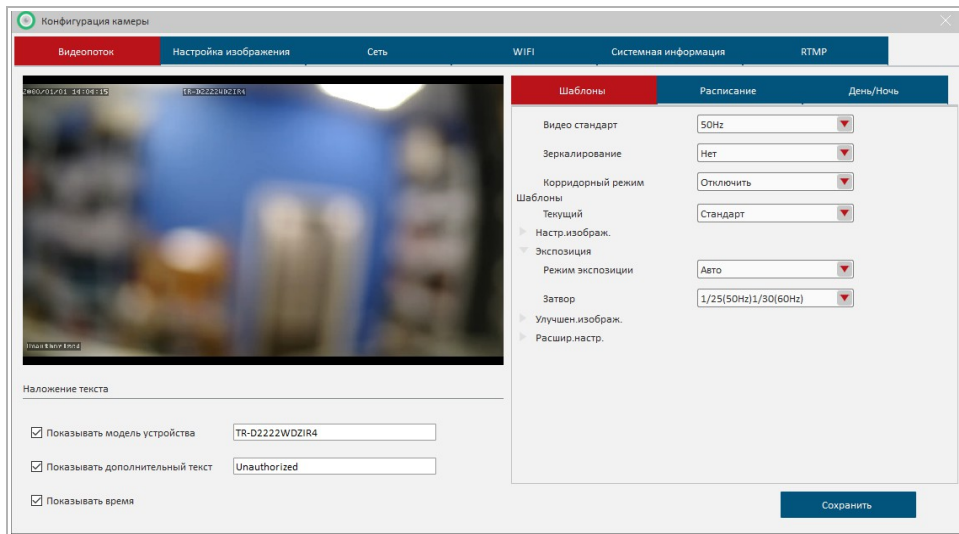 Конфигурация камеры
Видеопоток Настройка изображения Сеть WIFI Системная информация RTMP
2000/01/01 14:04:15 TR-D2222WDZIR4
Unauthorized
Шаблоны Расписание День/Ночь
Видео стандарт 50Hz
Зеркалирование Нет
Корридорный режим Отключить
Шаблоны
Текущий Стандарт
Настр.изображ.
Экспозиция
Режим экспозиции Авто
Затвор 1/25(50Hz)1/30(60Hz)
Улучшен.изображ.
Расшир.настр.
Наложение текста
Показывать модель устройства TR-D2222WDZIR4
Показывать дополнительный текст Unauthorized
Показывать время
Сохранить